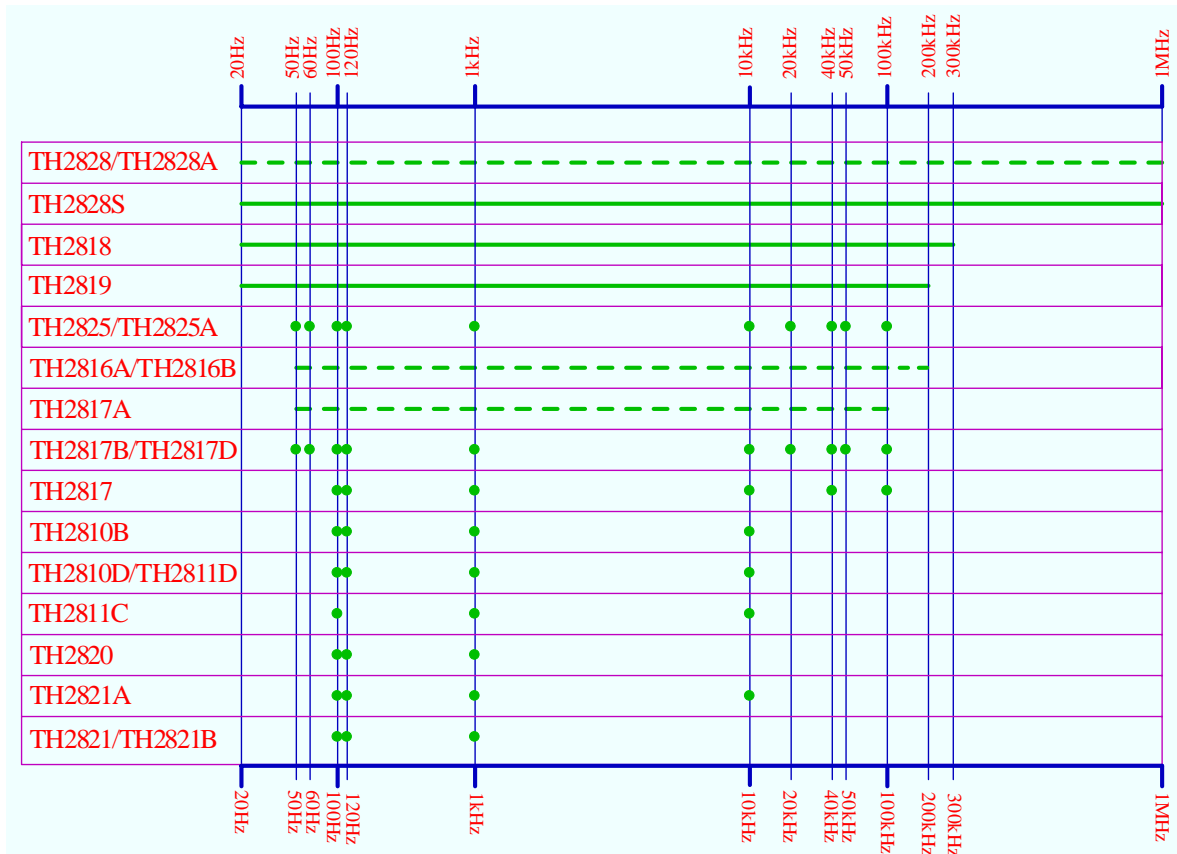 20Hz
50Hz
60Hz
100Hz
120Hz
1kHz
10kHz
20kHz
40kHz
50kHz
100kHz
200kHz
300kHz
1MHz
TH2828/TH2828A
TH2828S
TH2818
TH2819
TH2825/TH2825A
TH2816A/TH2816B
TH2817A
TH2817B/TH2817D
TH2817
TH2810B
TH2810D/TH2811D
TH2811C
TH2820
TH2821A
TH2821/TH2821B
20Hz
50Hz
60Hz
100Hz
120Hz
1kHz
10kHz
20kHz
40kHz
50kHz
100kHz
200kHz
300kHz
1MHz